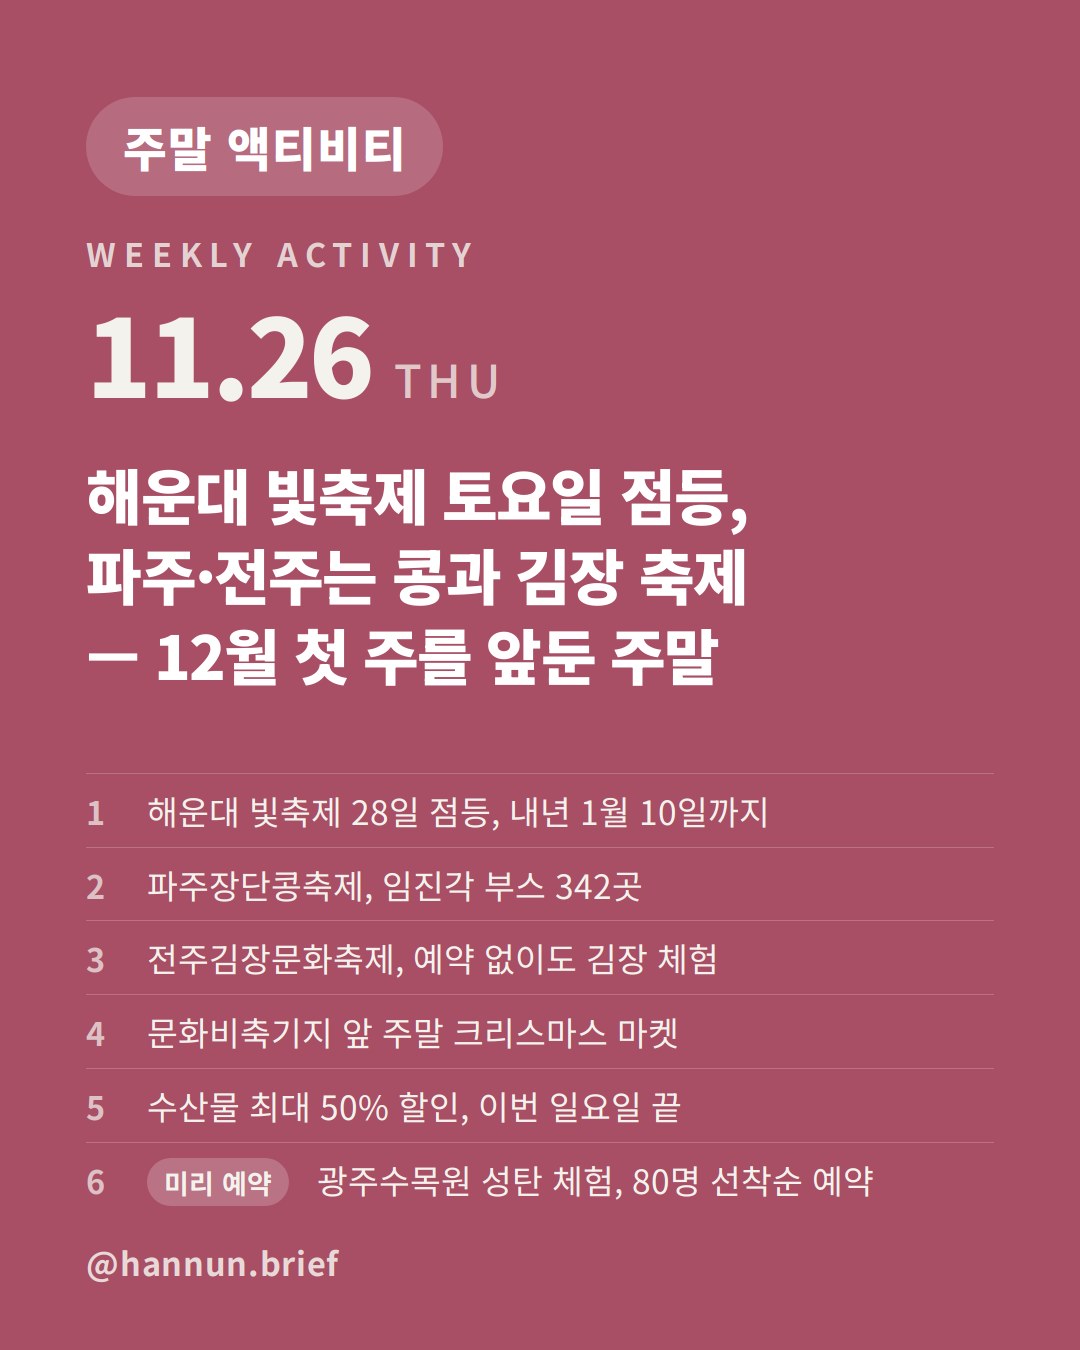 주말 액티비티
WEEKLY ACTIVITY
11.26 THU
해운대 빛축제 토요일 점등,
파주·전주는 콩과 김장 축제
— 12월 첫 주를 앞둔 주말
1 해운대 빛축제 28일 점등, 내년 1월 10일까지
2 파주장단콩축제, 임진각 부스 342곳
3 전주김장문화축제, 예약 없이도 김장 체험
4 문화비축기지 앞 주말 크리스마스 마켓
5 수산물 최대 50% 할인, 이번 일요일 끝
6 미리 예약 광주수목원 성탄 체험, 80명 선착순 예약
@hannun.brief